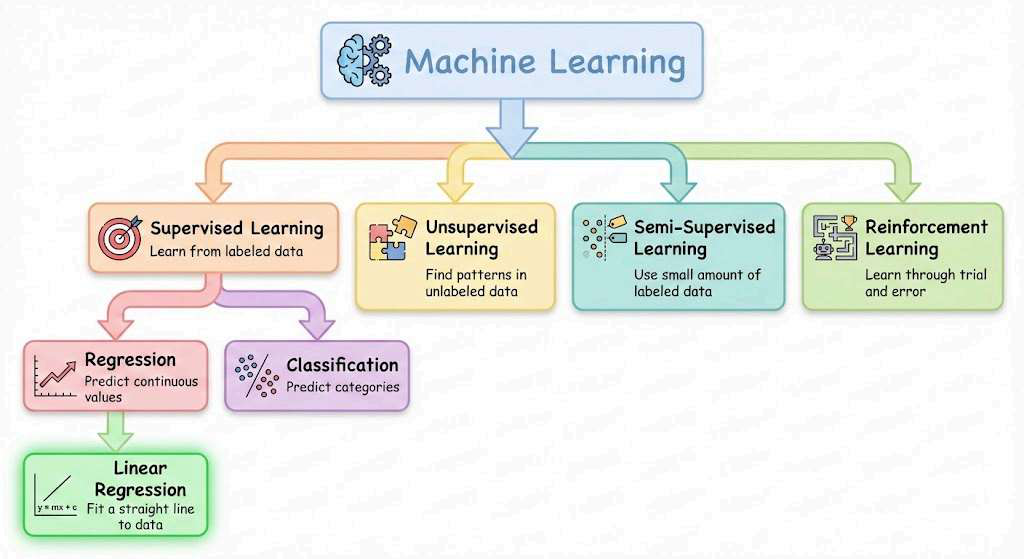 Machine Learning
Supervised Learning
Learn from labeled data
Unsupervised
Learning
Find patterns in
unlabeled data
Semi-Supervised
Learning
Use small amount of
labeled data
Reinforcement
Learning
Learn through trial
and error
Regression
Predict continuous
values
Classification
Predict categories
Linear
Regression
y = mx + c
Fit a straight line
to data